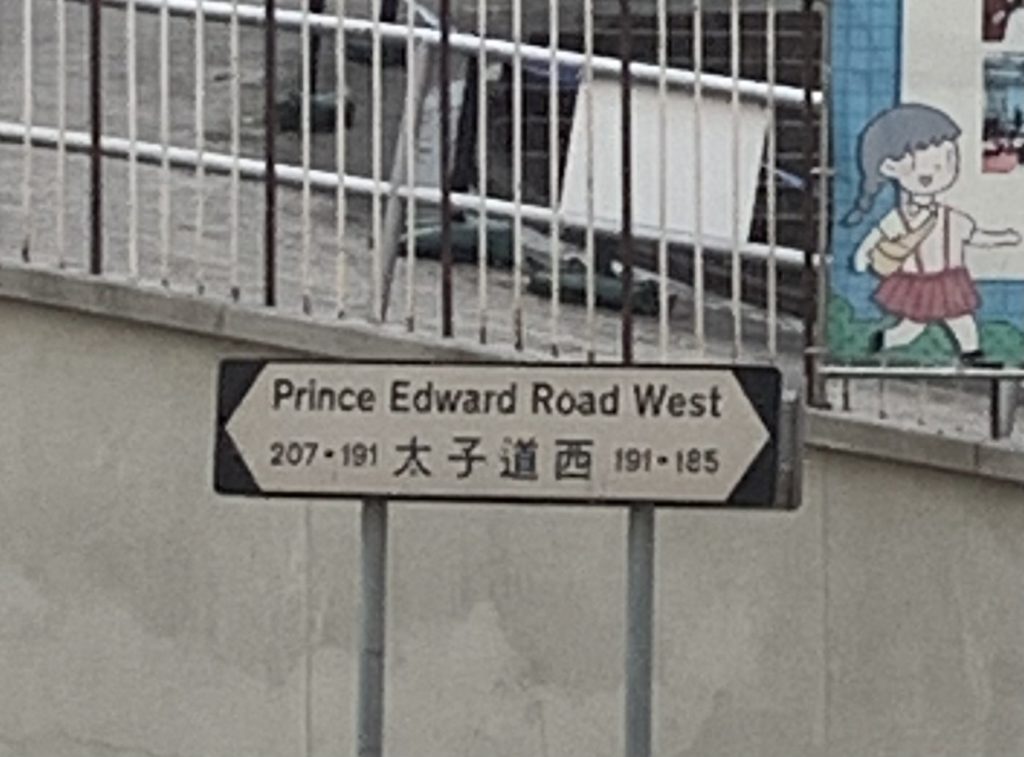 Prince Edward Road West
207·191 太子道西 191·185